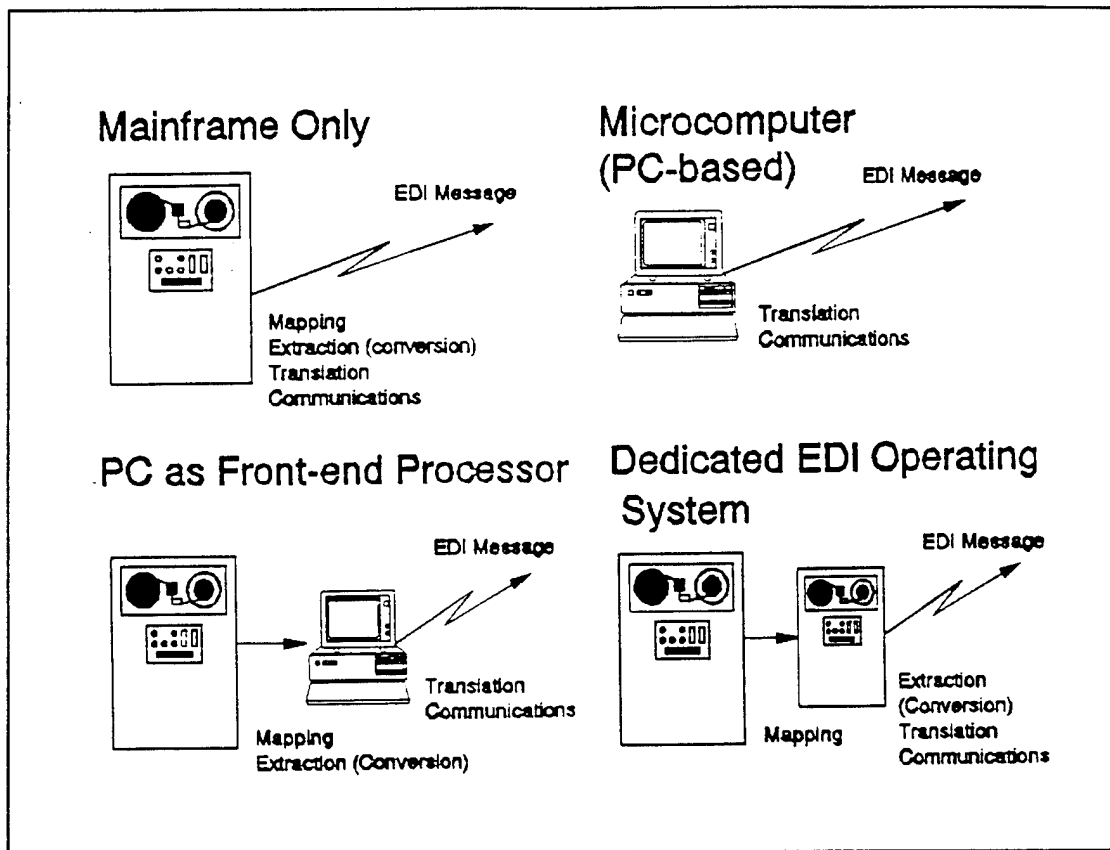 Mainframe Only
EDI Message
Mapping
Extraction (conversion)
Translation
Communications
Microcomputer
(PC-based)
EDI Message
Translation
Communications
PC as Front-end Processor
EDI Message
Translation
Communications
Mapping
Extraction (Conversion)
Dedicated EDI Operating
System
EDI Message
Mapping
Extraction
(Conversion)
Translation
Communications